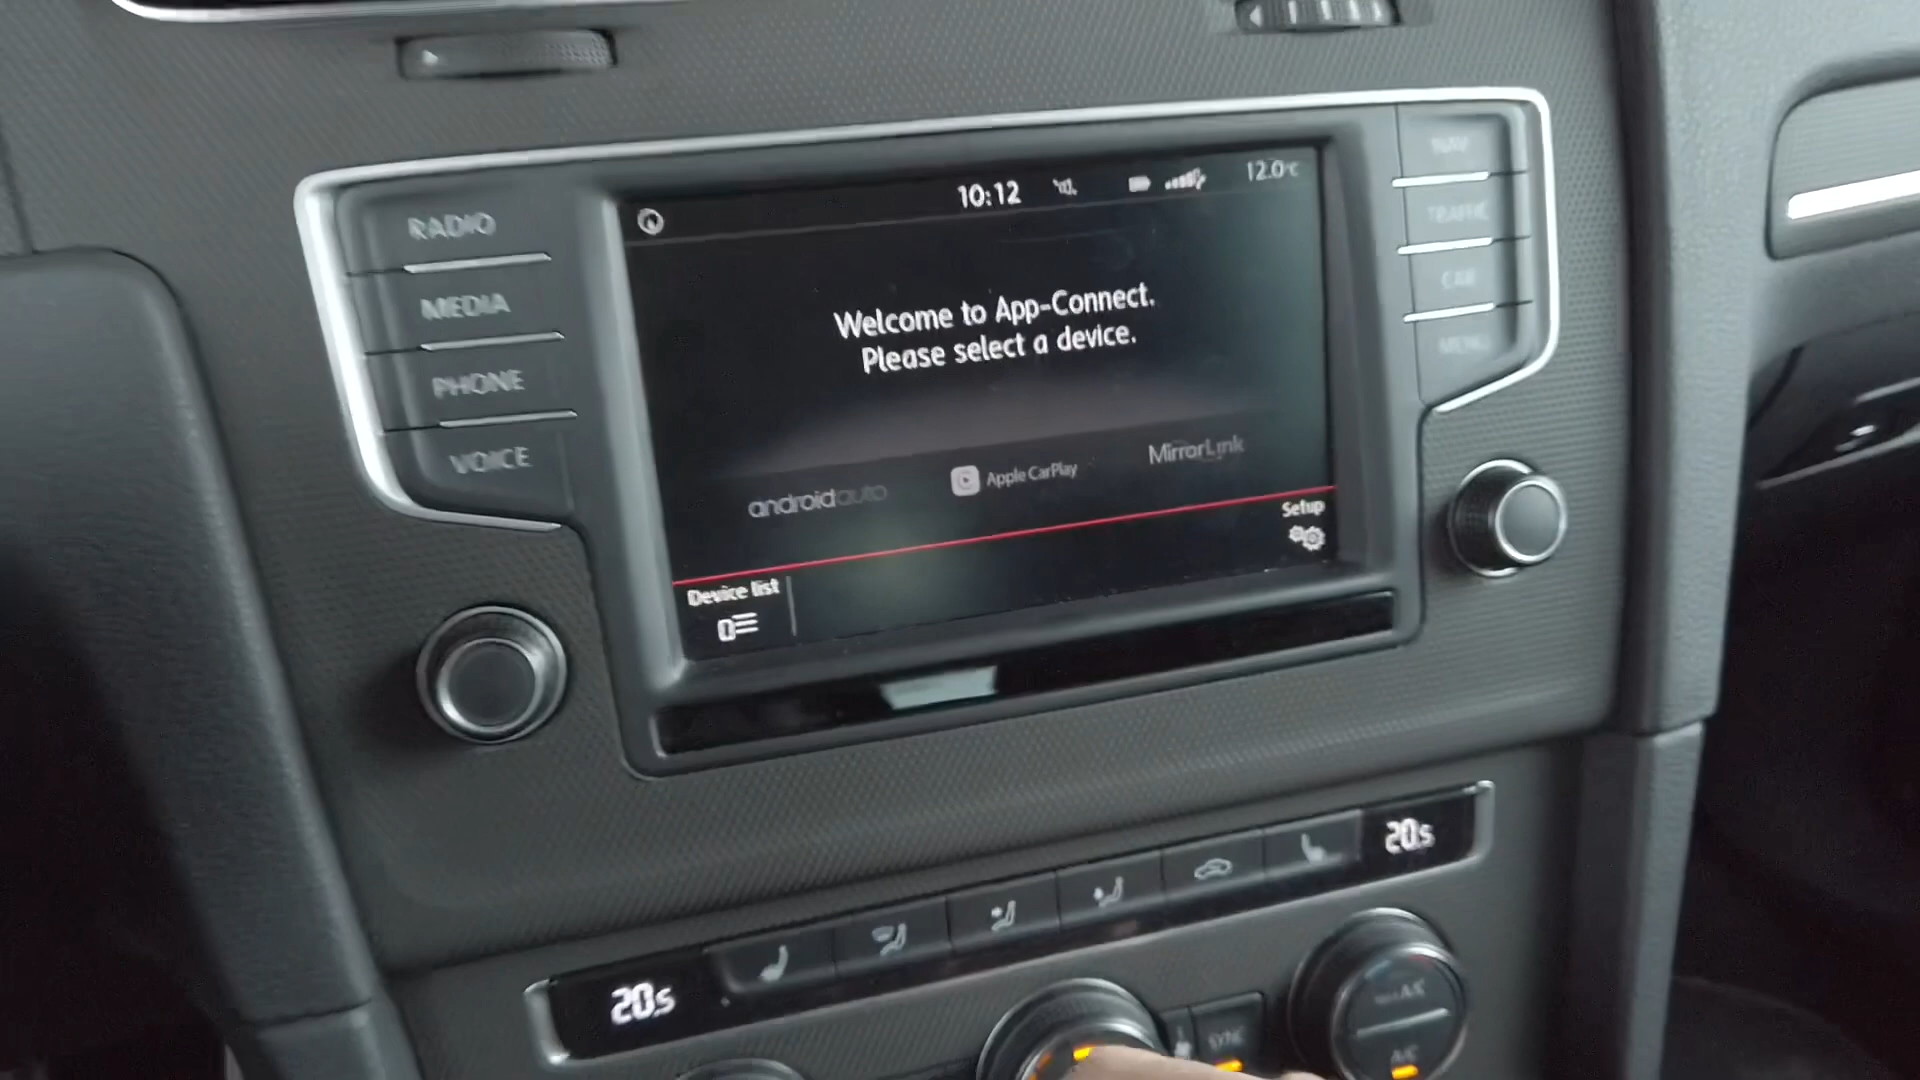 10:12
12.0°C
RADIO
MEDIA
PHONE
VOICE
NAV
TRAFFIC
CAR
MENU
Welcome to App-Connect.
Please select a device.
androidauto
Apple CarPlay
MirrorLink
Setup
Device list
20.5
20.5
SYNC
A/C